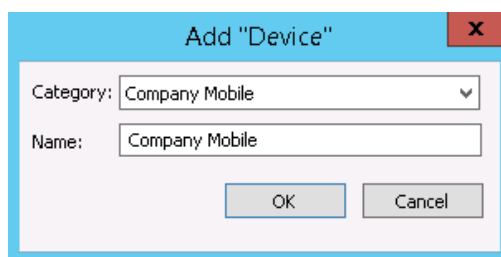 Add "Device"
x
Category: Company Mobile
Name: Company Mobile
OK Cancel